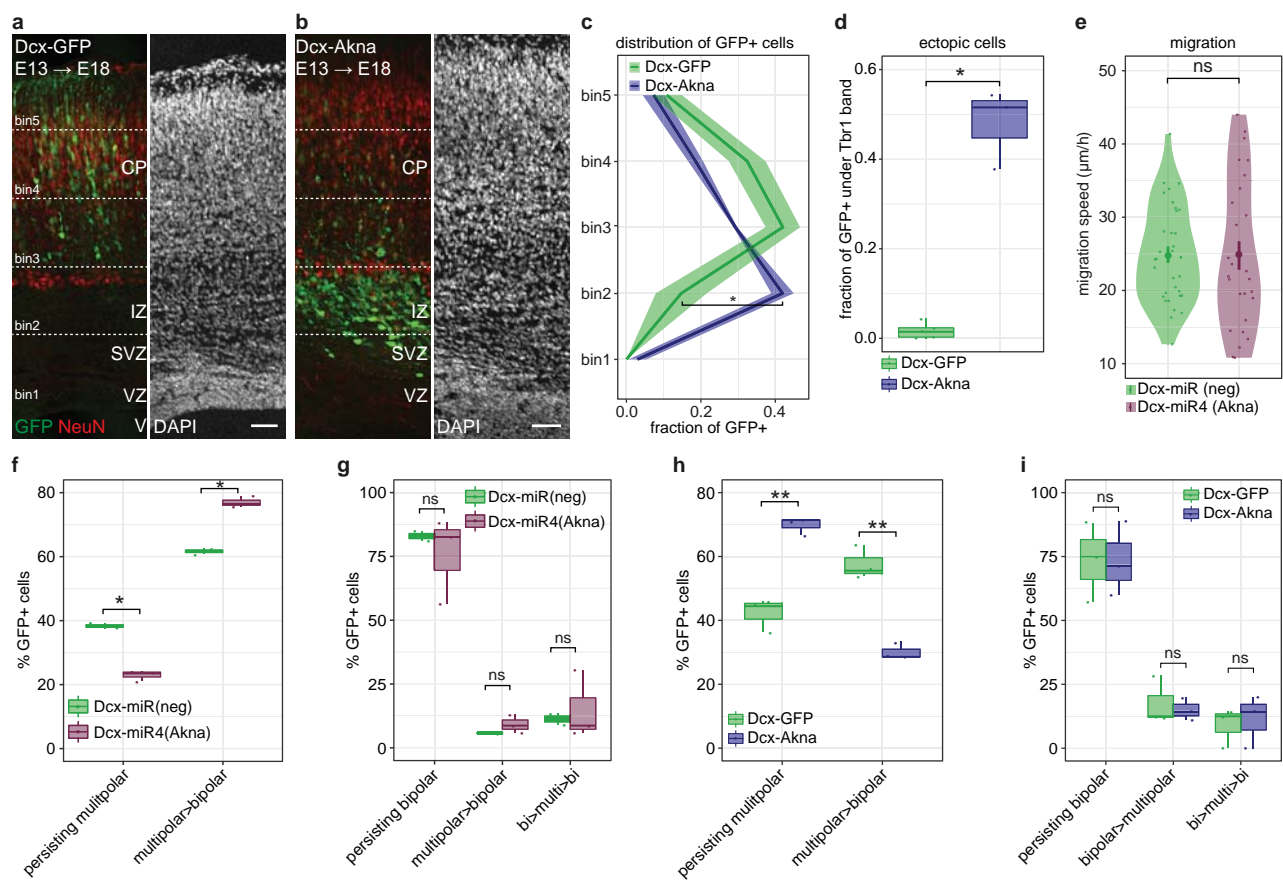 a
Dcx-GFP
E13 → E18
bin5
CP
bin4
bin3
IZ
bin2
SVZ
bin1
VZ
GFP NeuN
V
DAPI
b
Dcx-Akna
E13 → E18
CP
IZ
SVZ
VZ
V
DAPI
c
distribution of GFP+ cells
Dcx-GFP
Dcx-Akna
bin5
bin4
bin3
bin2
bin1
*
0.0 0.2 0.4
fraction of GFP+
d
ectopic cells
fraction of GFP+ under Tbr1 band
0.6
0.4
0.2
0.0
*
Dcx-GFP
Dcx-Akna
e
migration
migration speed (µm/h)
50
40
30
20
10
ns
Dcx-miR (neg)
Dcx-miR4 (Akna)
f
% GFP+ cells
80
60
40
20
0
*
*
Dcx-miR(neg)
Dcx-miR4(Akna)
persisting mulitpolar
multipolar>bipolar
g
% GFP+ cells
100
75
50
25
0
ns
ns
ns
Dcx-miR(neg)
Dcx-miR4(Akna)
persisting bipolar
multipolar>bipolar
bi>multi>bi
h
% GFP+ cells
100
80
60
40
20
0
**
**
Dcx-GFP
Dcx-Akna
persisting mulitpolar
multipolar>bipolar
i
% GFP+ cells
100
75
50
25
0
ns
ns
ns
Dcx-GFP
Dcx-Akna
persisting bipolar
bipolar>multipolar
bi>multi>bi